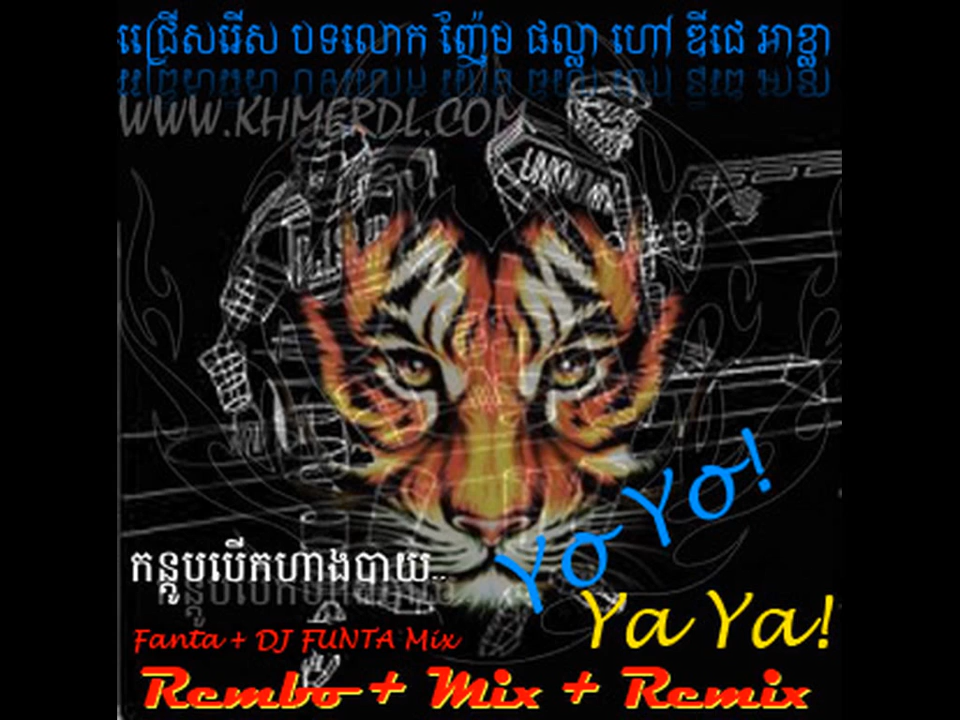 ជ្រើសរើស បទលោក ញ៉ែម ផល្លា ហៅ ឌីជេ អាខ្លា
WWW.KHMERDL.COM
UNKNOWN
Yo Yo!
កន្តូបបើកហាងបាយ..
Ya Ya!
Fanta + DJ FUNTA Mix
Rembo + Mix + Remix